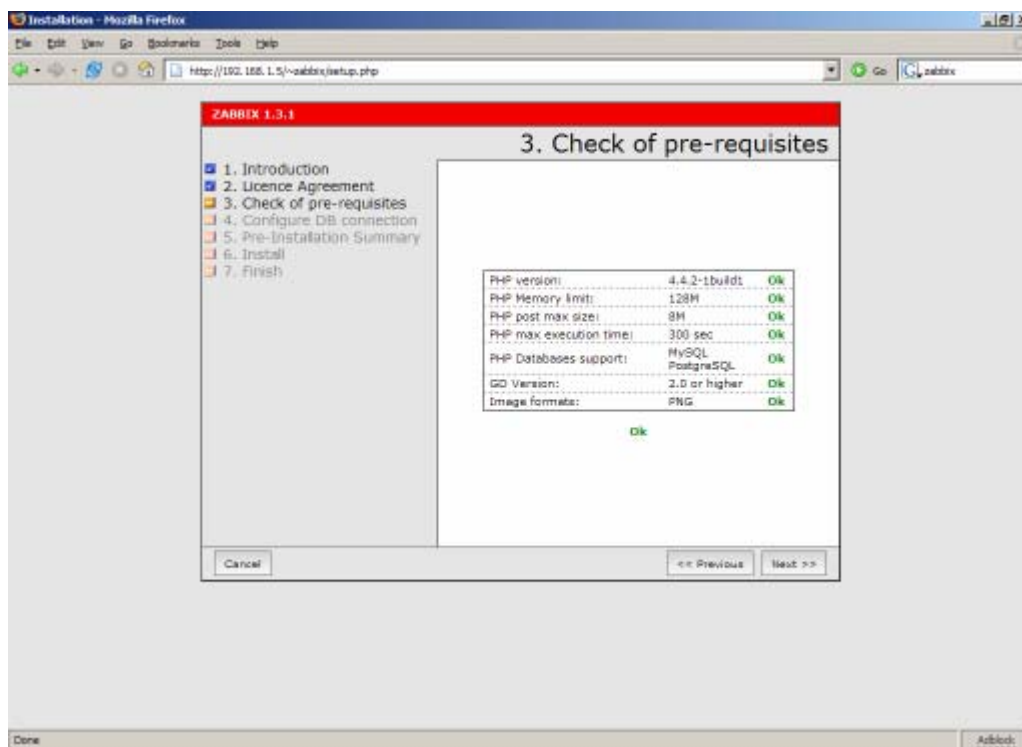 Installation - Mozilla Firefox
File Edit View Go Bookmarks Tools Help
http://192.168.1.5/~zabbix/setup.php Go zabbix
ZABBIX 1.3.1
3. Check of pre-requisites
1. Introduction
2. Licence Agreement
3. Check of pre-requisites
4. Configure DB connection
5. Pre-Installation Summary
6. Install
7. Finish
PHP version: 4.4.2-1build1 Ok
PHP Memory limit: 128M Ok
PHP post max size: 8M Ok
PHP max execution time: 300 sec Ok
PHP Databases support: MySQL
PostgreSQL Ok
GD Version: 2.0 or higher Ok
Image formats: PNG Ok
Ok
Cancel << Previous Next >>
Done Adblock